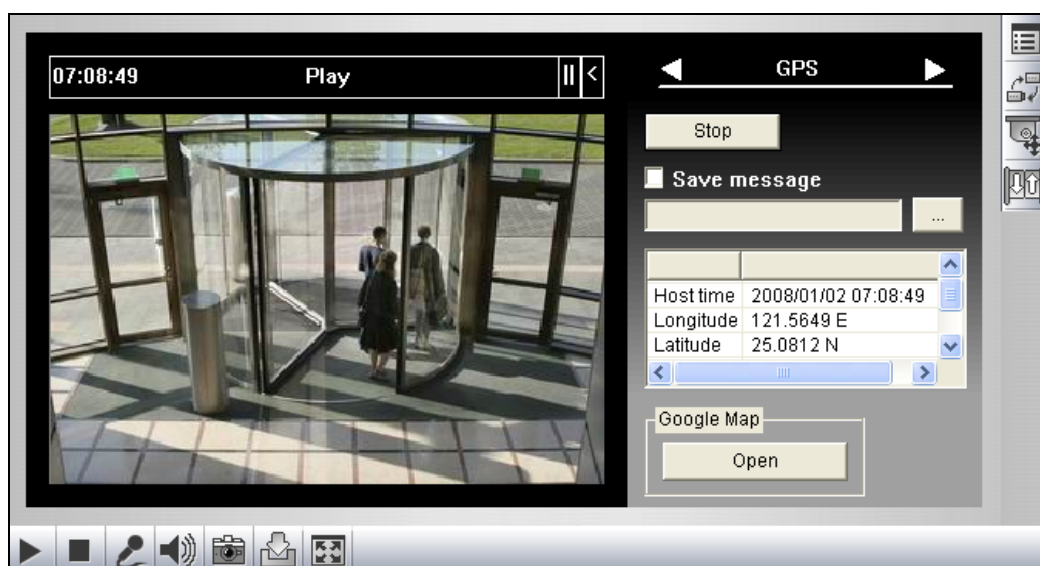 07:08:49 Play
GPS
Stop
Save message
...
Host time 2008/01/02 07:08:49
Longitude 121.5649 E
Latitude 25.0812 N
Google Map
Open